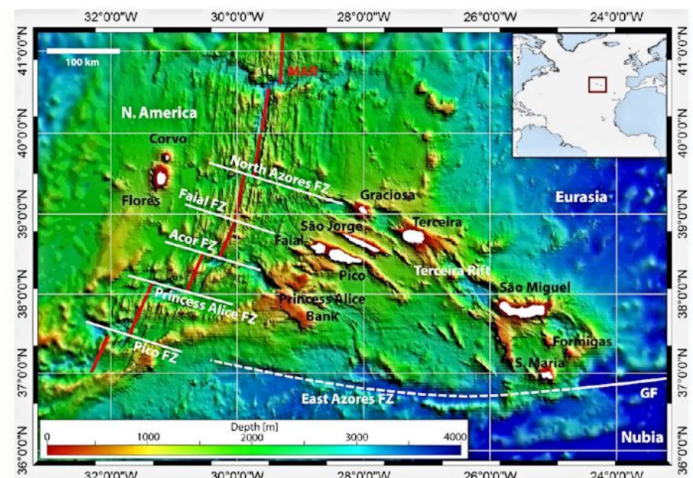 32°0'0"W 30°0'0"W 28°0'0"W 26°0'0"W 24°0'0"W
41°0'0"N
41°0'0"N
100 km
MAR
N. America
Corvo
40°0'0"N
40°0'0"N
North Azores FZ
Flores
Graciosa
Eurasia
Faial FZ
39°0'0"N
39°0'0"N
São Jorge
Terceira
Acor FZ
Faial
Pico
Terceira Rift
São Miguel
38°0'0"N
38°0'0"N
Princess Alice FZ
Princess Alice
Bank
Formigas
Pico FZ
S. Maria
37°0'0"N
37°0'0"N
East Azores FZ
GF
Depth [m]
0 1000 2000 3000 4000
Nubia
36°0'0"N
36°0'0"N
32°0'0"W 30°0'0"W 28°0'0"W 26°0'0"W 24°0'0"W